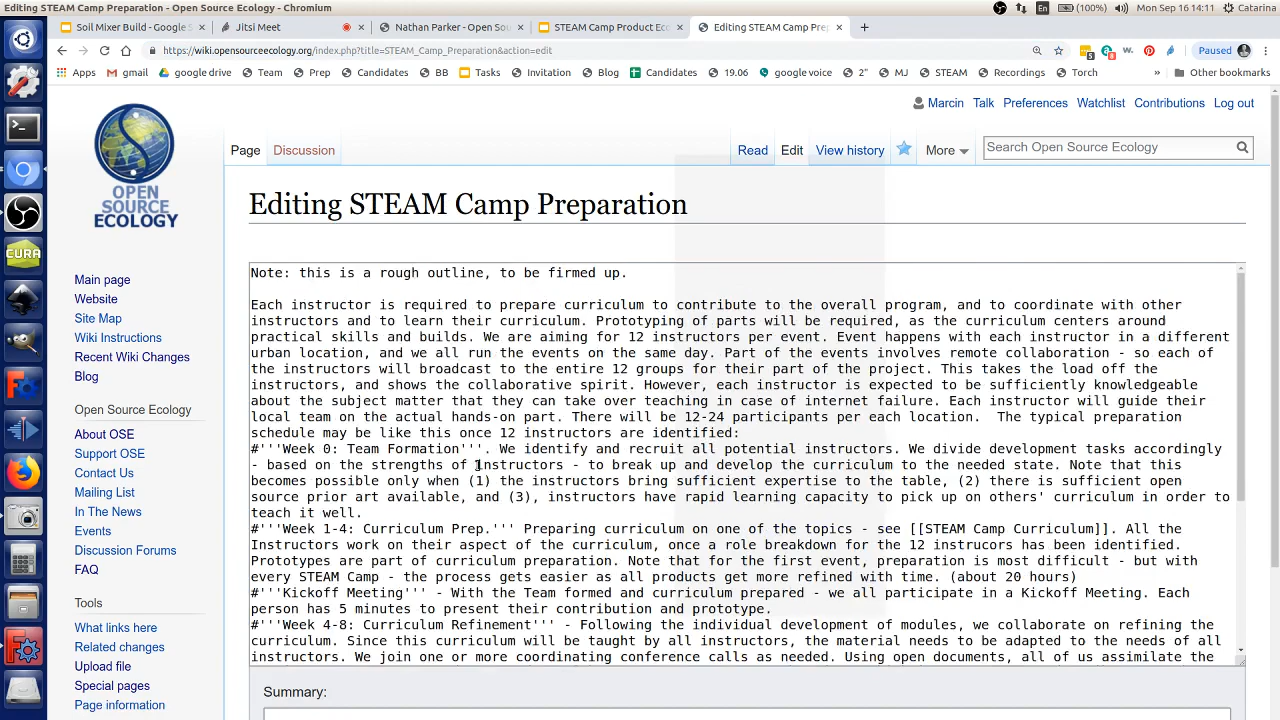 Editing STEAM Camp Preparation - Open Source Ecology - Chromium
En (100%) Mon Sep 16 14:11 Catarina
Soil Mixer Build - Google S × Jitsi Meet × Nathan Parker - Open Sou × STEAM Camp Product Eco × Editing STEAM Camp Prep × +
https://wiki.opensourceecology.org/index.php?title=STEAM_Camp_Preparation&action=edit Paused
Apps gmail google drive Team Prep Candidates BB Tasks Invitation Blog Candidates 19.06 google voice 2" MJ STEAM Recordings Torch » Other bookmarks
Marcin Talk Preferences Watchlist Contributions Log out
Page Discussion Read Edit View history More Search Open Source Ecology
OPEN
SOURCE
ECOLOGY
CURA
Main page
Website
Site Map
Wiki Instructions
Recent Wiki Changes
Blog
Open Source Ecology
About OSE
Support OSE
Contact Us
Mailing List
In The News
Events
Discussion Forums
FAQ
Tools
What links here
Related changes
Upload file
Special pages
Page information
Editing STEAM Camp Preparation
Note: this is a rough outline, to be firmed up.
Each instructor is required to prepare curriculum to contribute to the overall program, and to coordinate with other
instructors and to learn their curriculum. Prototyping of parts will be required, as the curriculum centers around
practical skills and builds. We are aiming for 12 instructors per event. Event happens with each instructor in a different
urban location, and we all run the events on the same day. Part of the events involves remote collaboration - so each of
the instructors will broadcast to the entire 12 groups for their part of the project. This takes the load off the
instructors, and shows the collaborative spirit. However, each instructor is expected to be sufficiently knowledgeable
about the subject matter that they can take over teaching in case of internet failure. Each instructor will guide their
local team on the actual hands-on part. There will be 12-24 participants per each location.  The typical preparation
schedule may be like this once 12 instructors are identified:
#'''Week 0: Team Formation'''. We identify and recruit all potential instructors. We divide development tasks accordingly
- based on the strengths of instructors - to break up and develop the curriculum to the needed state. Note that this
becomes possible only when (1) the instructors bring sufficient expertise to the table, (2) there is sufficient open
source prior art available, and (3), instructors have rapid learning capacity to pick up on others' curriculum in order to
teach it well.
#'''Week 1-4: Curriculum Prep.''' Preparing curriculum on one of the topics - see [[STEAM Camp Curriculum]]. All the
Instructors work on their aspect of the curriculum, once a role breakdown for the 12 instrucors has been identified.
Prototypes are part of curriculum preparation. Note that for the first event, preparation is most difficult - but with
every STEAM Camp - the process gets easier as all products get more refined with time. (about 20 hours)
#'''Kickoff Meeting''' - With the Team formed and curriculum prepared - we all participate in a Kickoff Meeting. Each
person has 5 minutes to present their contribution and prototype.
#'''Week 4-8: Curriculum Refinement''' - Following the individual development of modules, we collaborate on refining the
curriculum. Since this curriculum will be taught by all instructors, the material needs to be adapted to the needs of all
instructors. We join one or more coordinating conference calls as needed. Using open documents, all of us assimilate the
Summary: